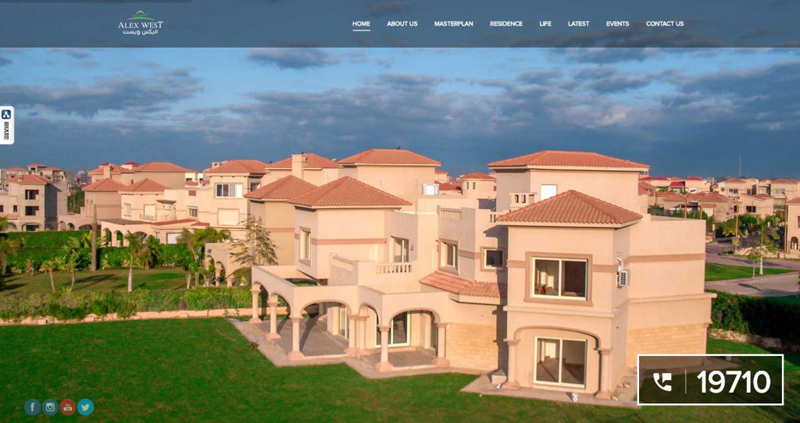 ALEX WEST
اليكس ويست
HOME ABOUT US MASTERPLAN RESIDENCE LIFE LATEST EVENTS CONTACT US
SHARE
19710